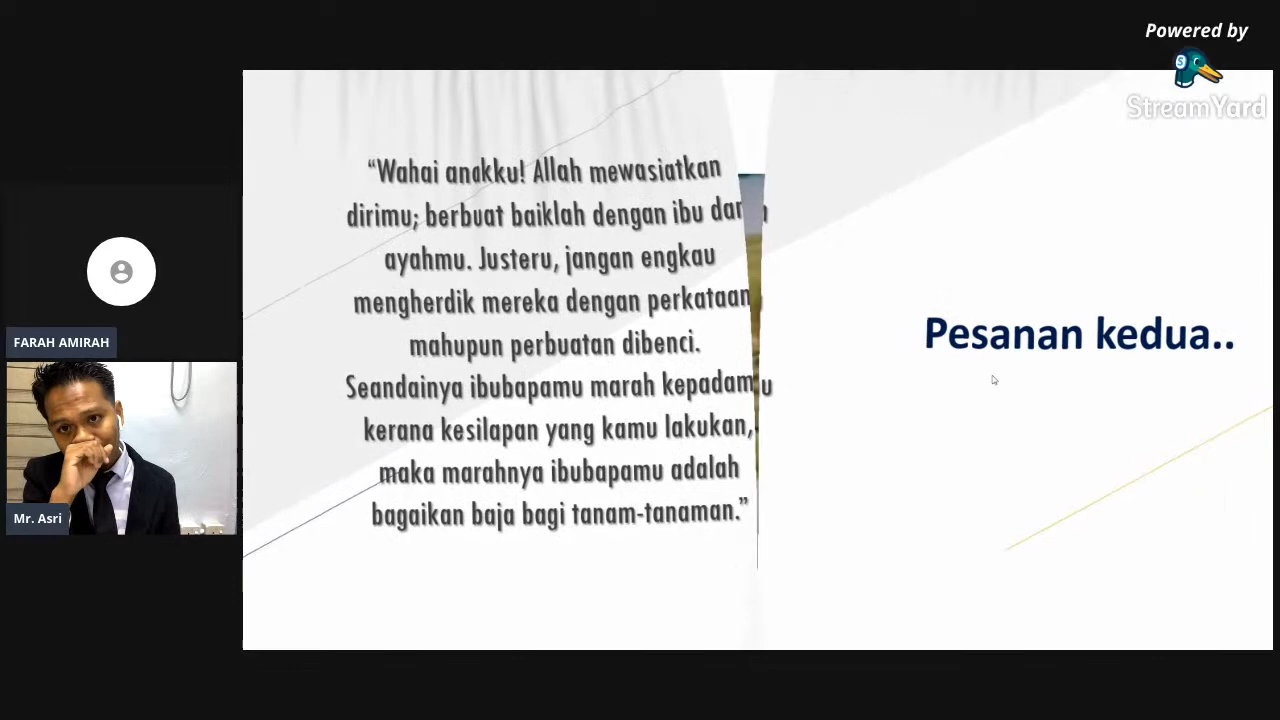 Powered by
StreamYard
“Wahai anakku! Allah mewasiatkan
dirimu; berbuat baiklah dengan ibu dan
ayahmu. Justeru, jangan engkau
mengherdik mereka dengan perkataan
mahupun perbuatan dibenci.
Seandainya ibubapamu marah kepadamu
kerana kesilapan yang kamu lakukan,
maka marahnya ibubapamu adalah
bagaikan baja bagi tanam-tanaman.”
Pesanan kedua..
FARAH AMIRAH
Mr. Asri